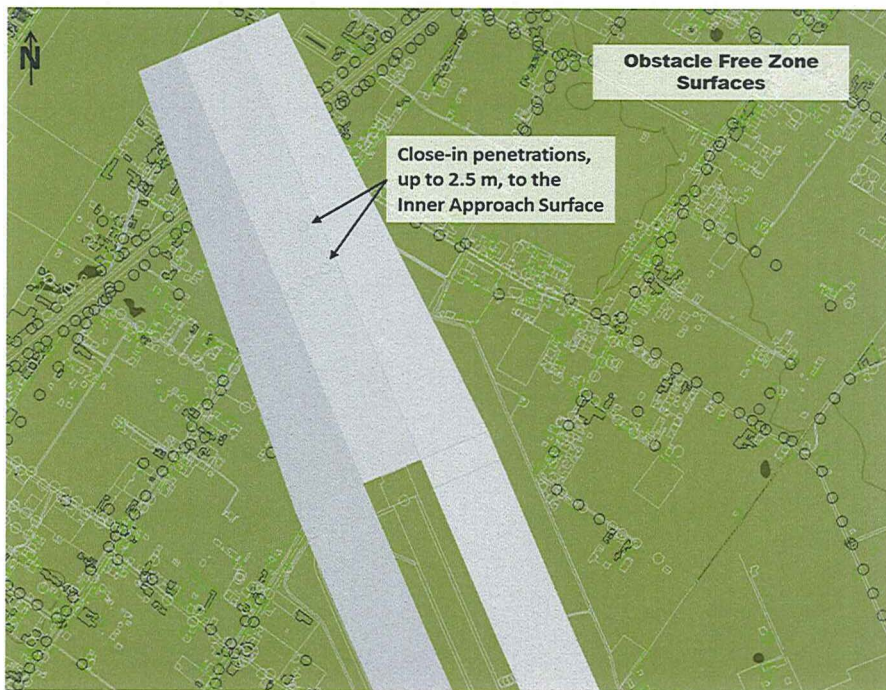 N
Obstacle Free Zone
Surfaces
Close-in penetrations,
up to 2.5 m, to the
Inner Approach Surface